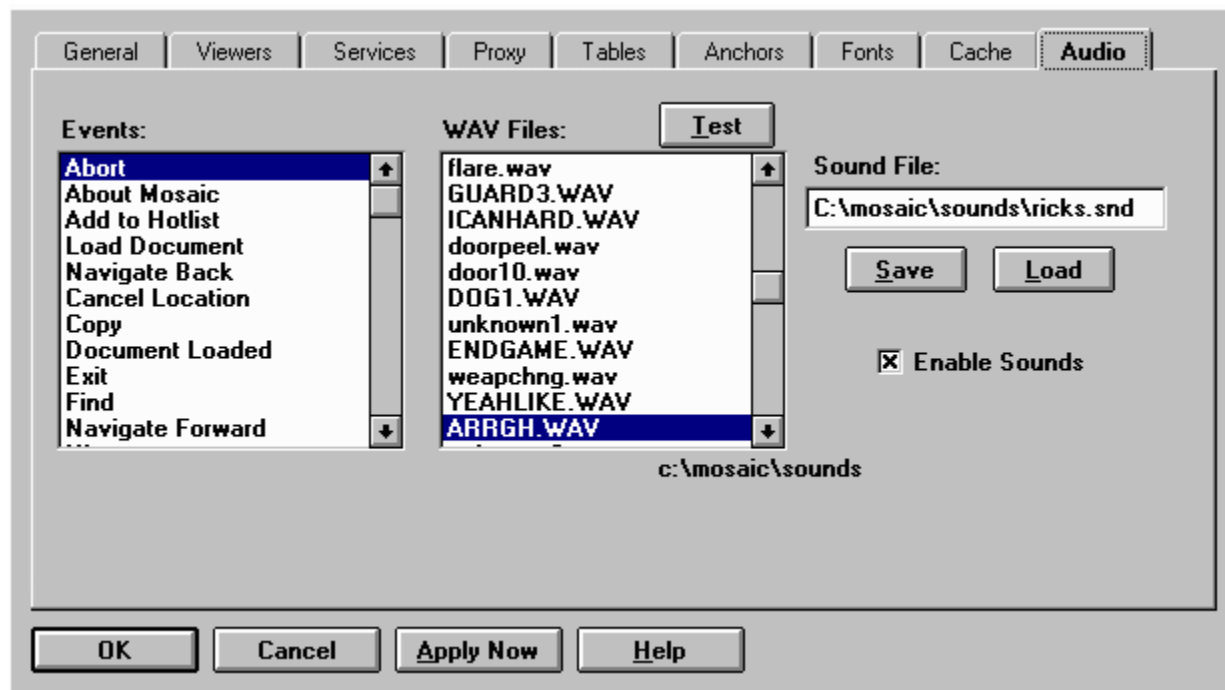 General Viewers Services Proxy Tables Anchors Fonts Cache Audio
Events:
Abort
About Mosaic
Add to Hotlist
Load Document
Navigate Back
Cancel Location
Copy
Document Loaded
Exit
Find
Navigate Forward
WAV Files:
Test
flare.wav
GUARD3.WAV
ICANHARD.WAV
doorpeel.wav
door10.wav
DOG1.WAV
unknown1.wav
ENDGAME.WAV
weapchng.wav
YEAHLIKE.WAV
ARRGH.WAV
c:\mosaic\sounds
Sound File:
C:\mosaic\sounds\ricks.snd
Save Load
Enable Sounds
OK Cancel Apply Now Help